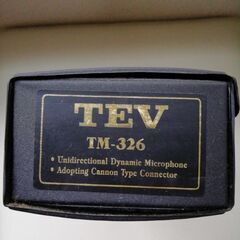 TEV
TM-326
• Unidirectional Dynamic Microphone
• Adopting Cannon Type Connector